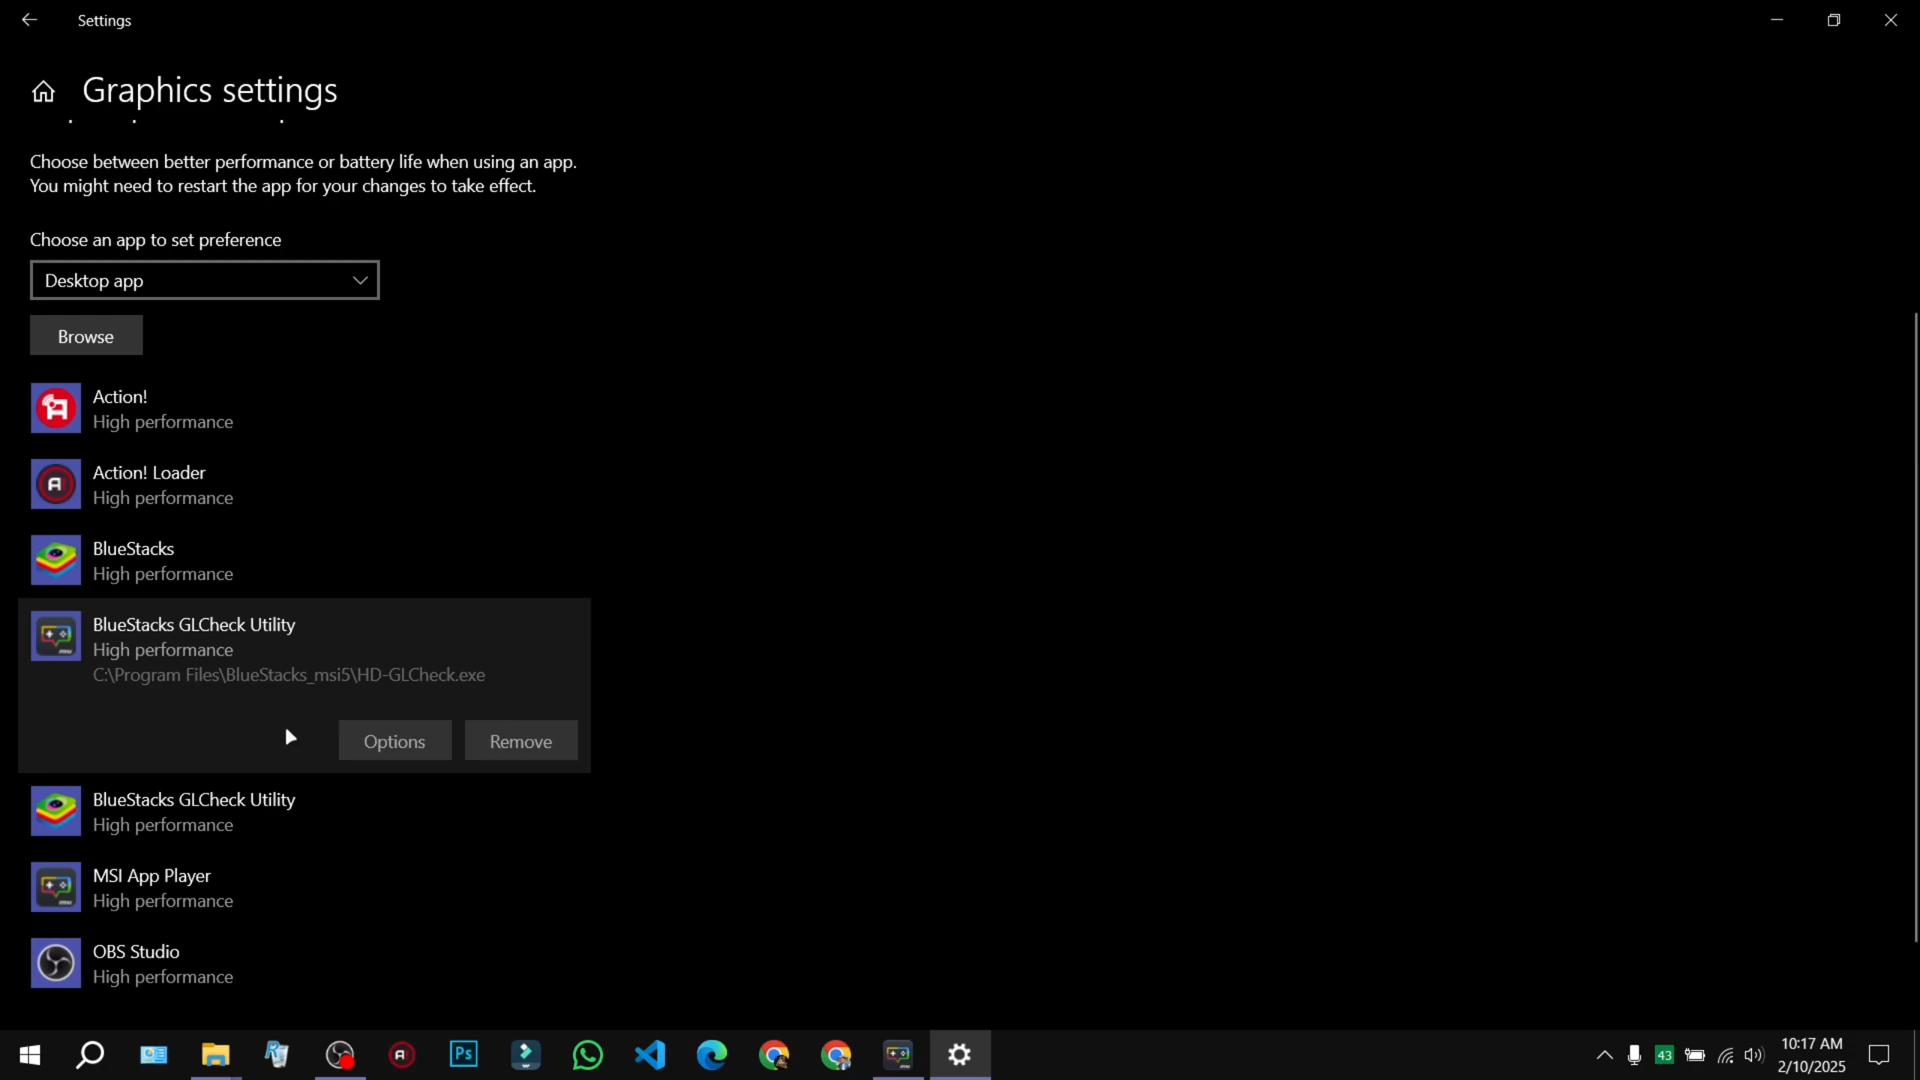 Settings
Graphics settings
Choose between better performance or battery life when using an app.
You might need to restart the app for your changes to take effect.
Choose an app to set preference
Desktop app
Browse
Action!
High performance
Action! Loader
High performance
BlueStacks
High performance
BlueStacks GLCheck Utility
High performance
C:\Program Files\BlueStacks_msi5\HD-GLCheck.exe
Options Remove
BlueStacks GLCheck Utility
High performance
MSI App Player
High performance
OBS Studio
High performance
Ps
43
10:17 AM
2/10/2025